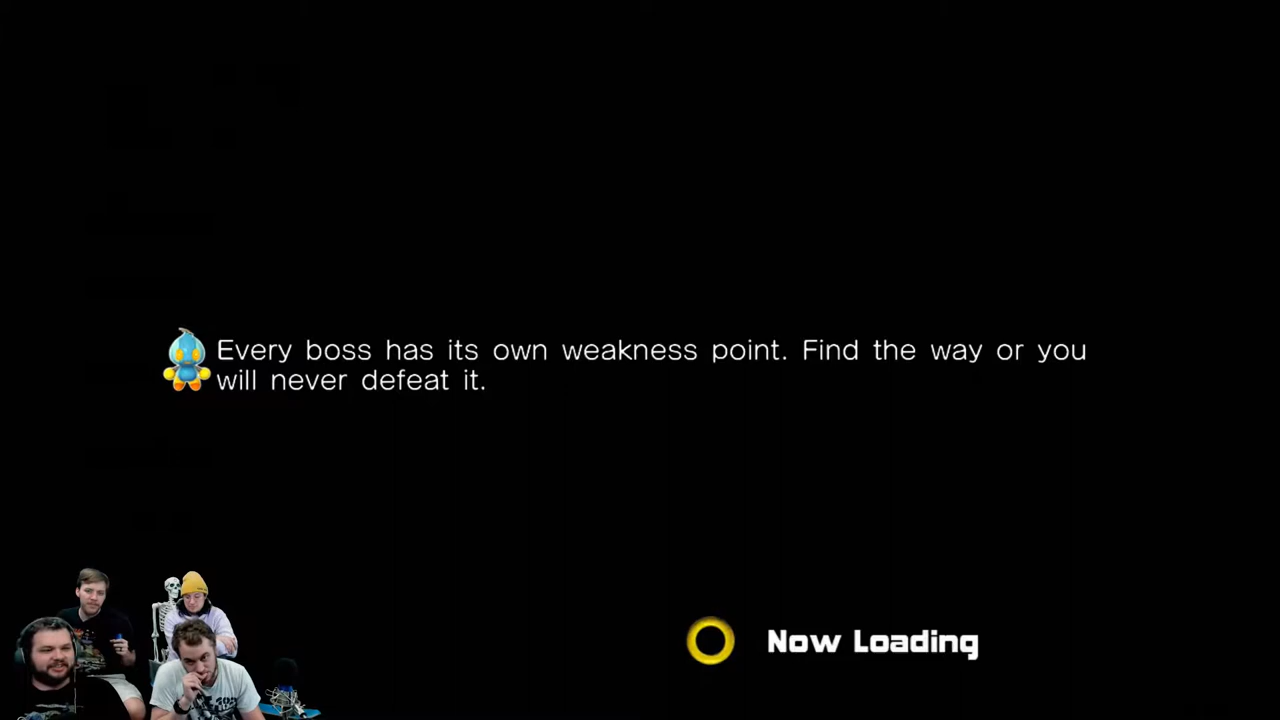 Every boss has its own weakness point. Find the way or you
will never defeat it.
Now Loading